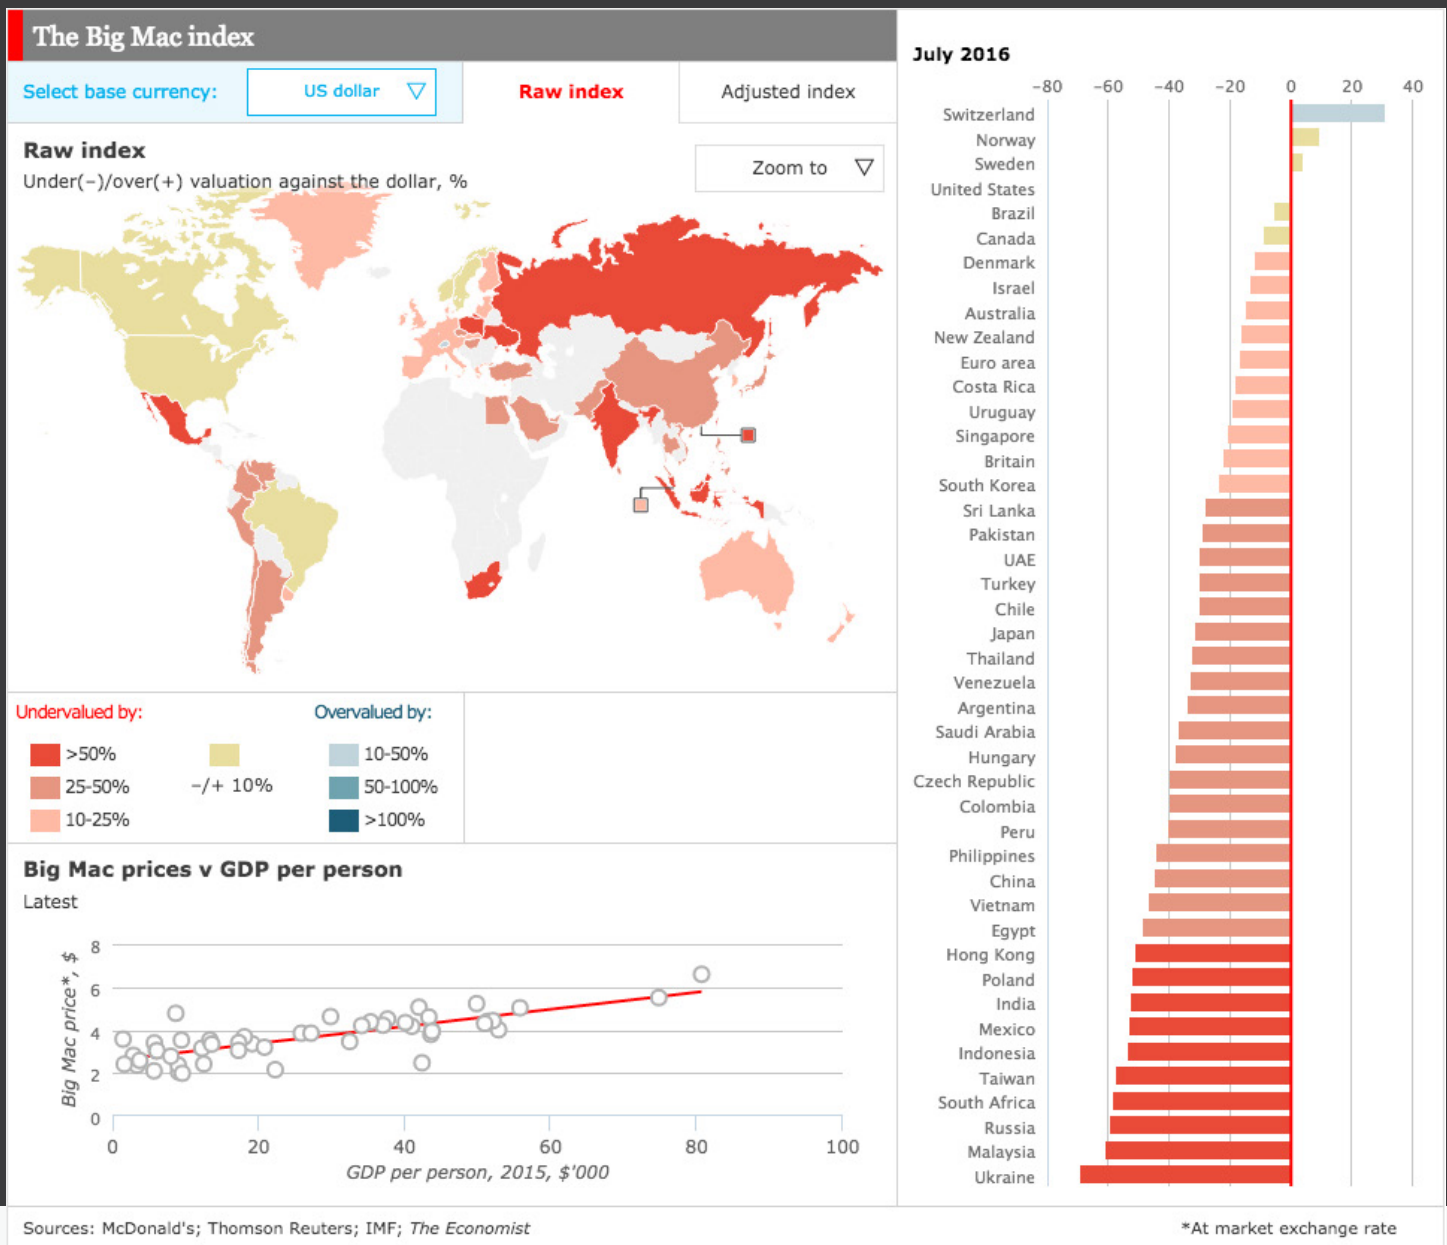 The Big Mac index
Select base currency:
US dollar
Raw index
Adjusted index
Raw index
Under(−)/over(+) valuation against the dollar, %
Zoom to
Undervalued by:
>50%
25-50%
10-25%
−/+ 10%
Overvalued by:
10-50%
50-100%
>100%
Big Mac prices v GDP per person
Latest
Big Mac price*, $
8
6
4
2
0
0 20 40 60 80 100
GDP per person, 2015, $'000
July 2016
−80 −60 −40 −20 0 20 40
Switzerland
Norway
Sweden
United States
Brazil
Canada
Denmark
Israel
Australia
New Zealand
Euro area
Costa Rica
Uruguay
Singapore
Britain
South Korea
Sri Lanka
Pakistan
UAE
Turkey
Chile
Japan
Thailand
Venezuela
Argentina
Saudi Arabia
Hungary
Czech Republic
Colombia
Peru
Philippines
China
Vietnam
Egypt
Hong Kong
Poland
India
Mexico
Indonesia
Taiwan
South Africa
Russia
Malaysia
Ukraine
Sources: McDonald's; Thomson Reuters; IMF; The Economist
*At market exchange rate